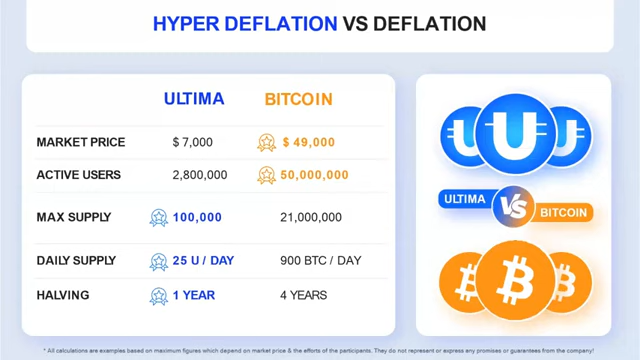 HYPER DEFLATION VS DEFLATION
ULTIMA BITCOIN
MARKET PRICE $ 7,000 $ 49,000
ACTIVE USERS 2,800,000 50,000,000
MAX SUPPLY 100,000 21,000,000
DAILY SUPPLY 25 U / DAY 900 BTC / DAY
HALVING 1 YEAR 4 YEARS
ULTIMA VS BITCOIN
* All calculations are examples based on maximum figures which depend on market price & the efforts of the participants. They do not represent or express any promises or guarantees from the company!